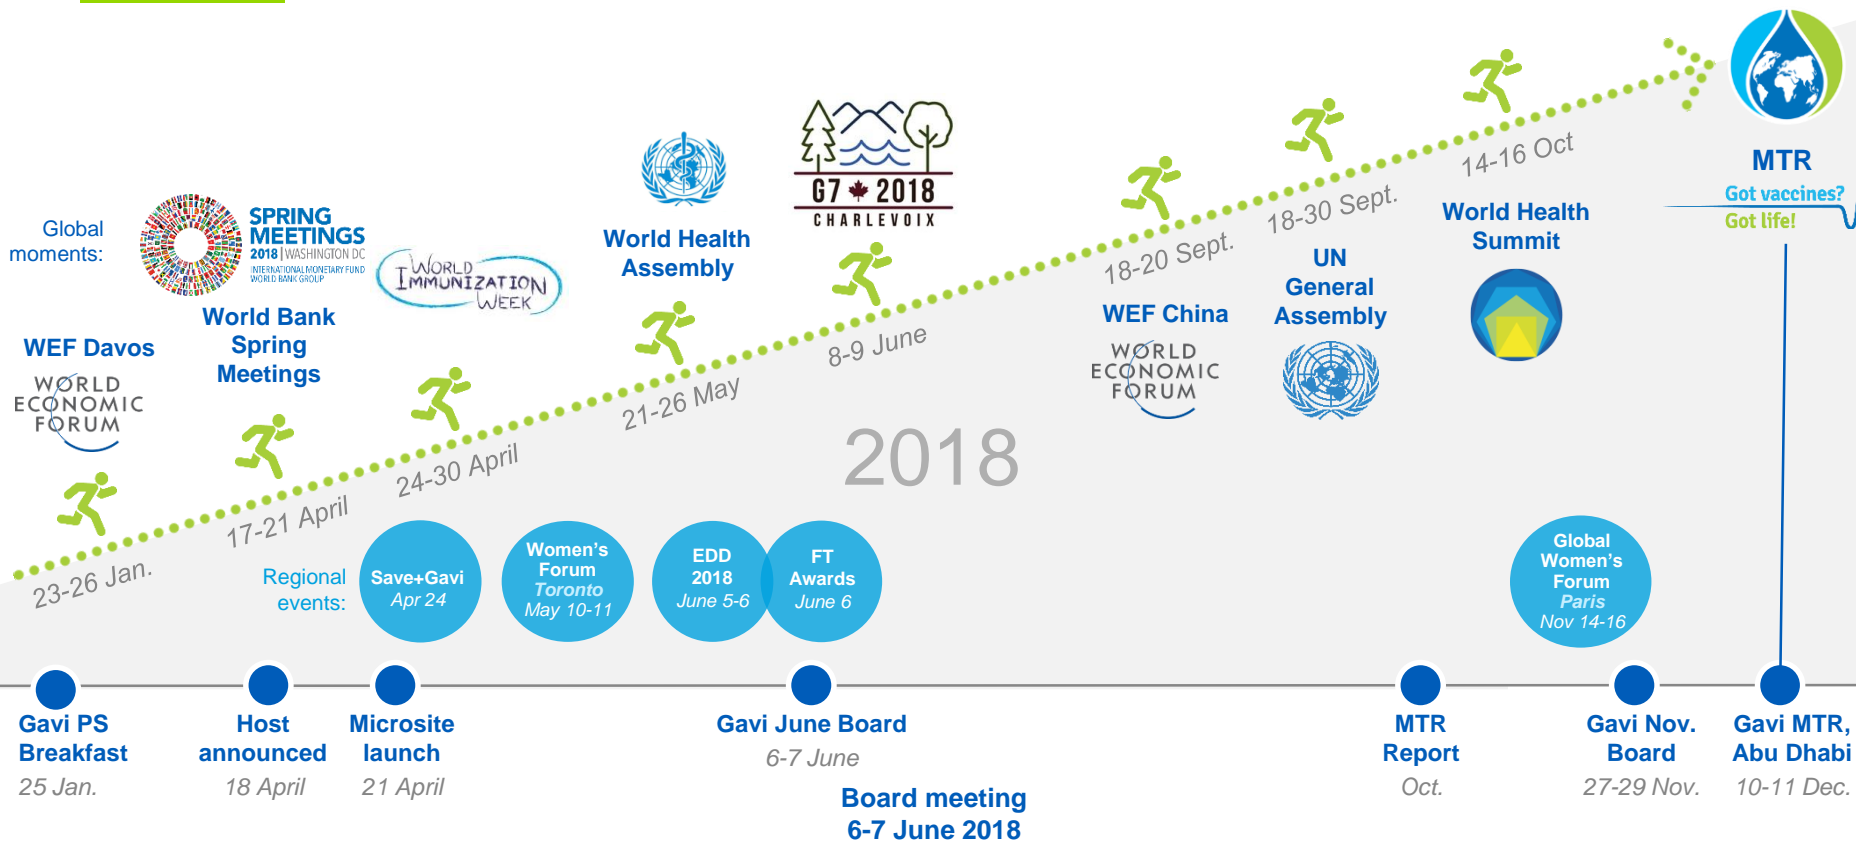 Global
moments:
WEF Davos
WORLD
ECONOMIC
FORUM
23-26 Jan.
SPRING
MEETINGS
2018 | WASHINGTON DC
INTERNATIONAL MONETARY FUND
WORLD BANK GROUP
World Bank
Spring
Meetings
17-21 April
WORLD
IMMUNIZATION
WEEK
24-30 April
World Health
Assembly
21-26 May
G7 2018
CHARLEVOIX
8-9 June
18-20 Sept.
WEF China
WORLD
ECONOMIC
FORUM
18-30 Sept.
UN
General
Assembly
14-16 Oct
World Health
Summit
MTR
Got vaccines?
Got life!
2018
Regional
events:
Save+Gavi
Apr 24
Women's
Forum
Toronto
May 10-11
EDD
2018
June 5-6
FT
Awards
June 6
Global
Women's
Forum
Paris
Nov 14-16
Gavi PS
Breakfast
25 Jan.
Host
announced
18 April
Microsite
launch
21 April
Gavi June Board
6-7 June
Board meeting
6-7 June 2018
MTR
Report
Oct.
Gavi Nov.
Board
27-29 Nov.
Gavi MTR,
Abu Dhabi
10-11 Dec.